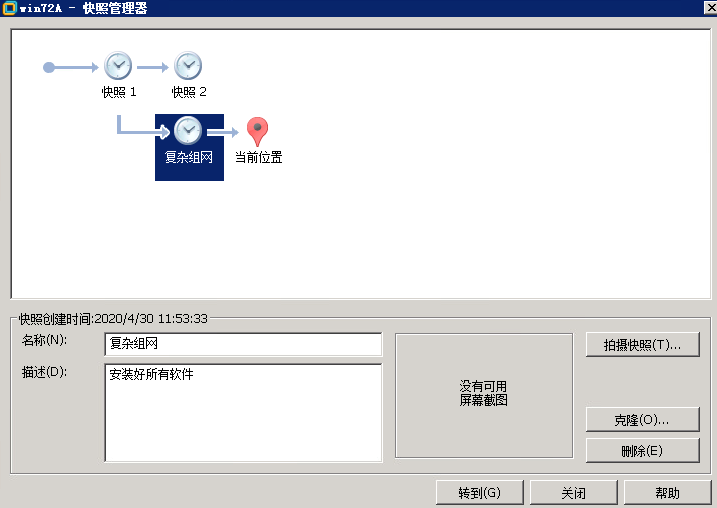 win72A - 快照管理器
快照 1
快照 2
复杂组网
当前位置
快照创建时间:2020/4/30 11:53:33
名称(N):
复杂组网
拍摄快照(T)...
描述(D):
安装好所有软件
没有可用
屏幕截图
克隆(O)...
删除(E)
转到(G)
关闭
帮助